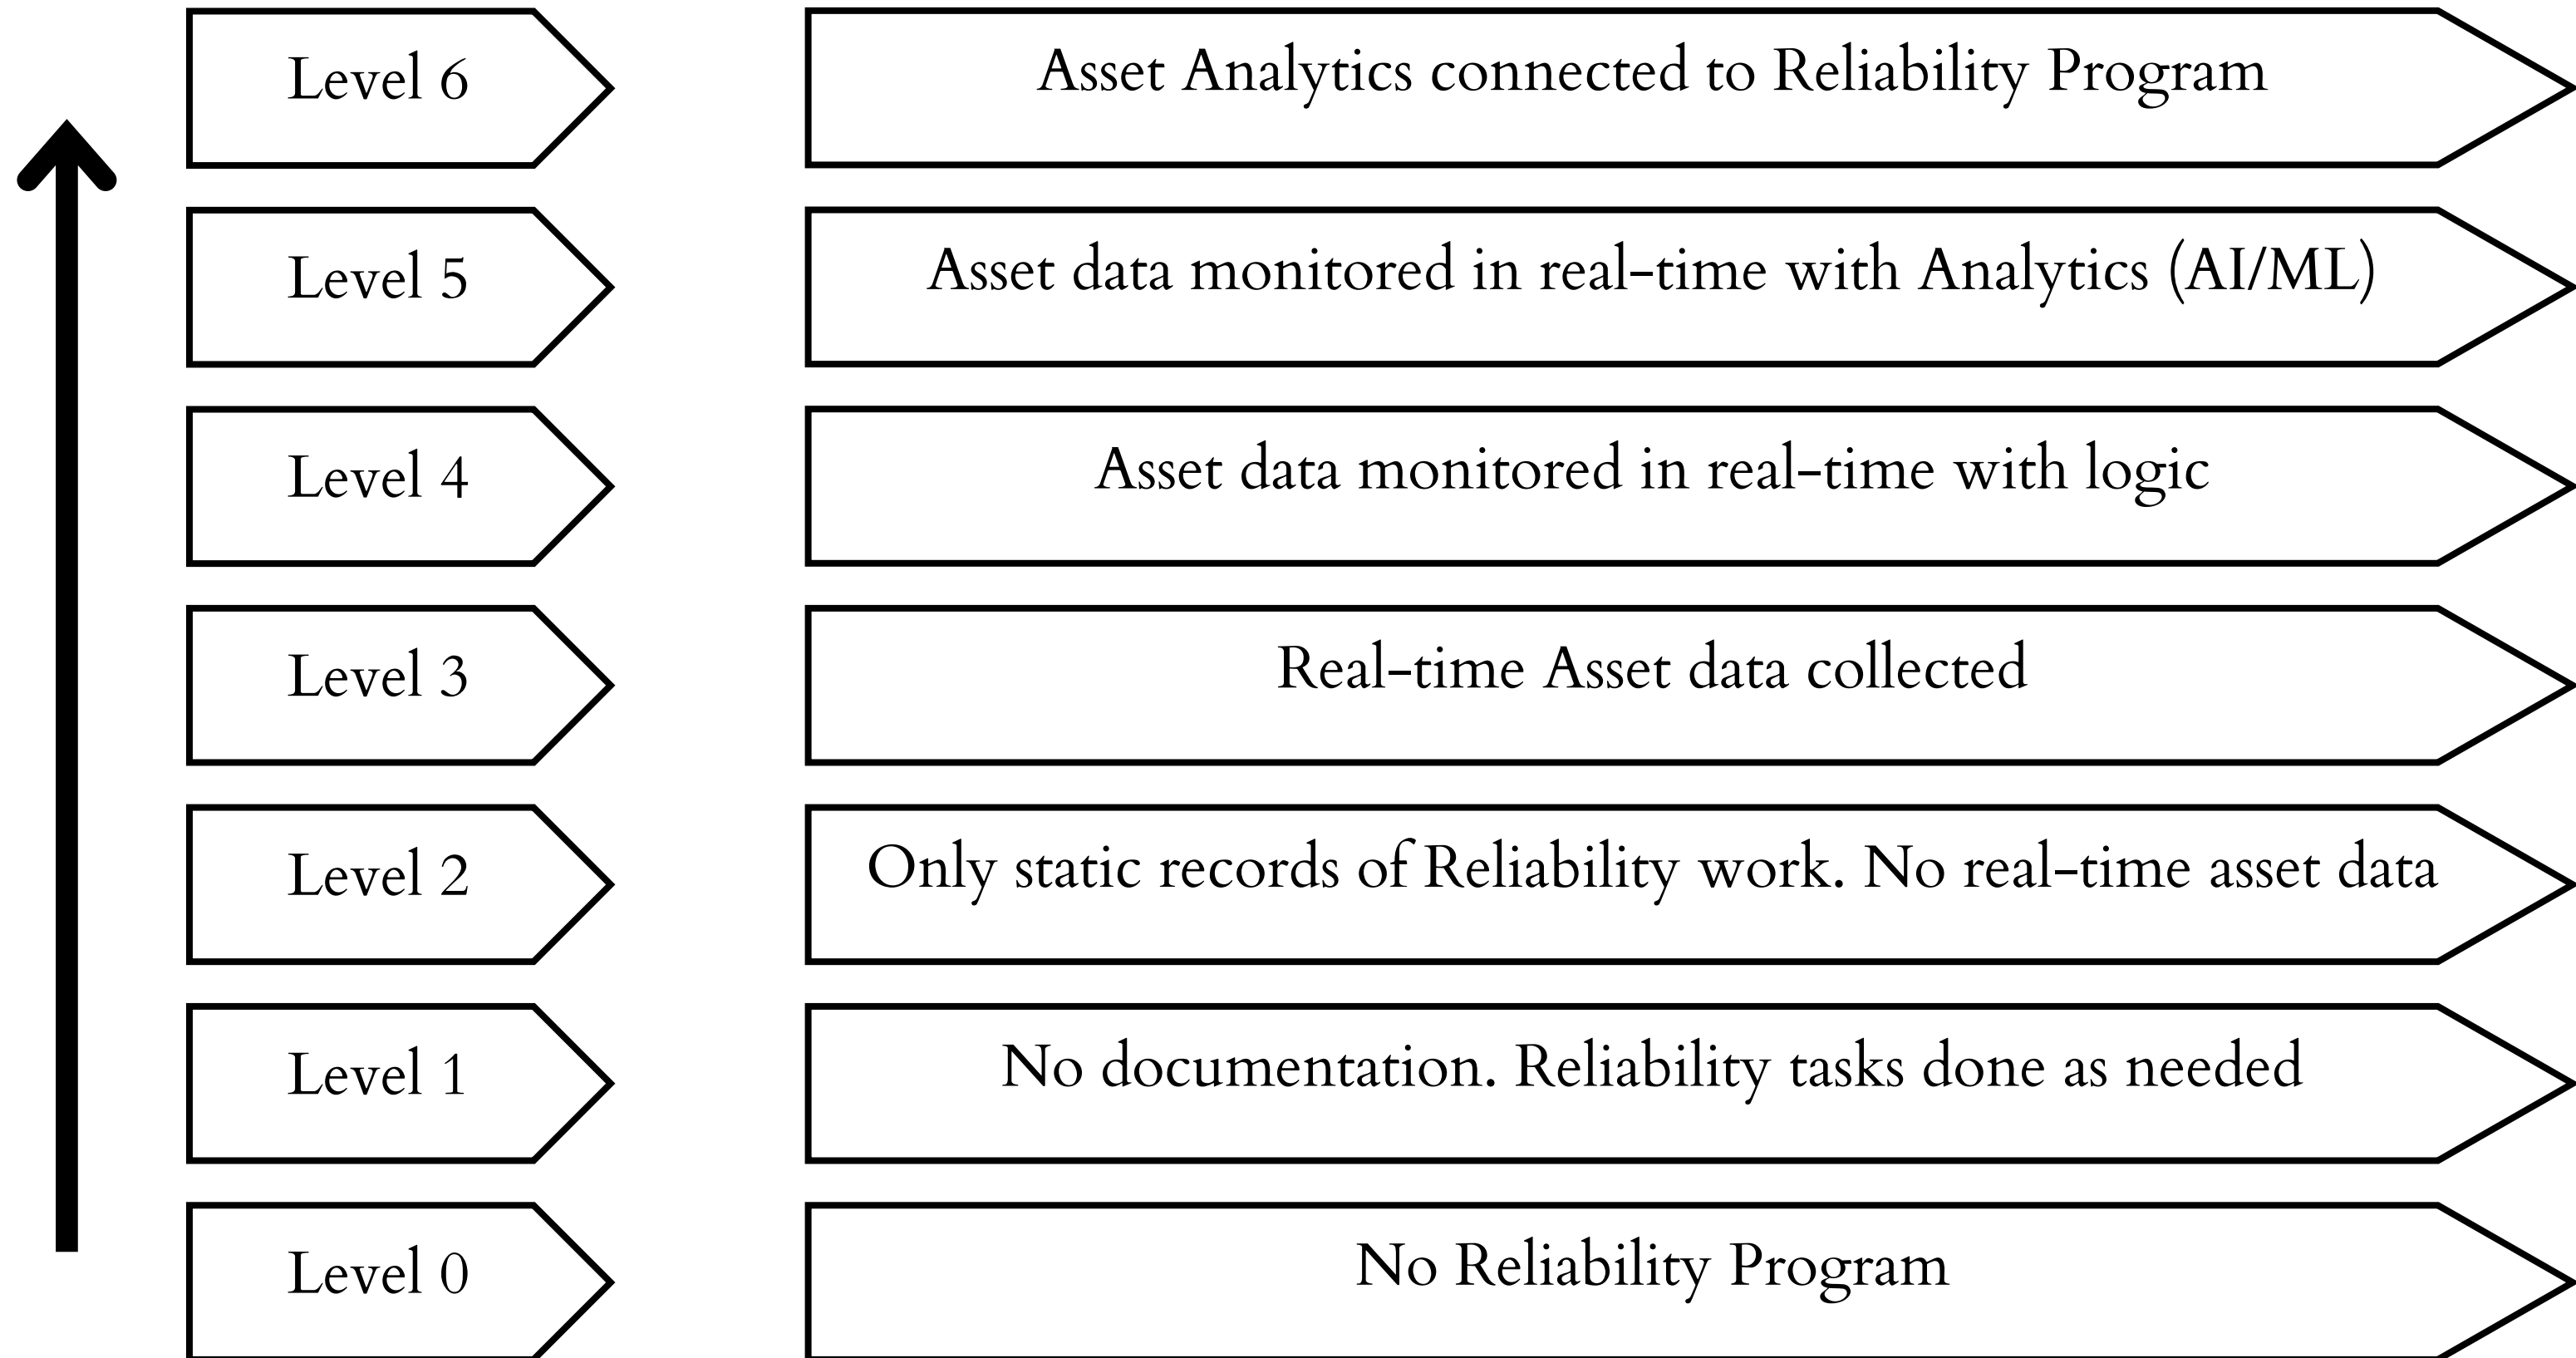 Level 6
Asset Analytics connected to Reliability Program
Level 5
Asset data monitored in real-time with Analytics (AI/ML)
Level 4
Asset data monitored in real-time with logic
Level 3
Real-time Asset data collected
Level 2
Only static records of Reliability work. No real-time asset data
Level 1
No documentation. Reliability tasks done as needed
Level 0
No Reliability Program